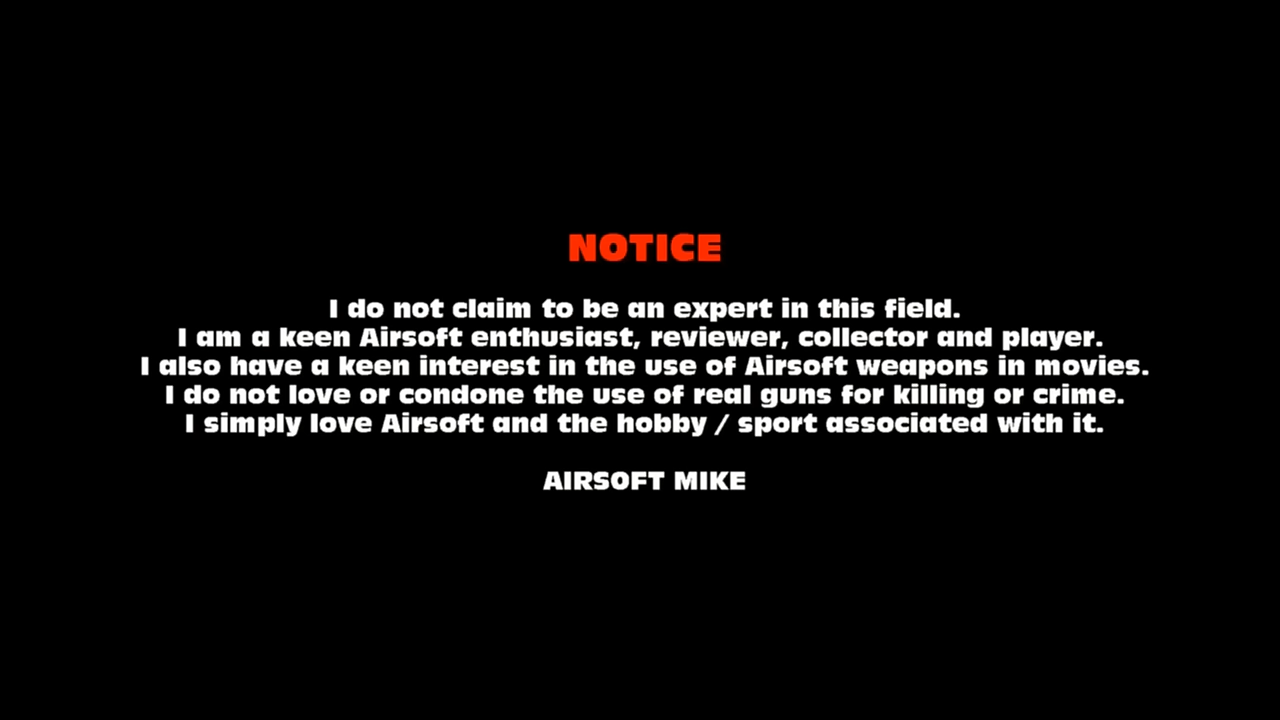 NOTICE
I do not claim to be an expert in this field.
I am a keen Airsoft enthusiast, reviewer, collector and player.
I also have a keen interest in the use of Airsoft weapons in movies.
I do not love or condone the use of real guns for killing or crime.
I simply love Airsoft and the hobby / sport associated with it.
AIRSOFT MIKE